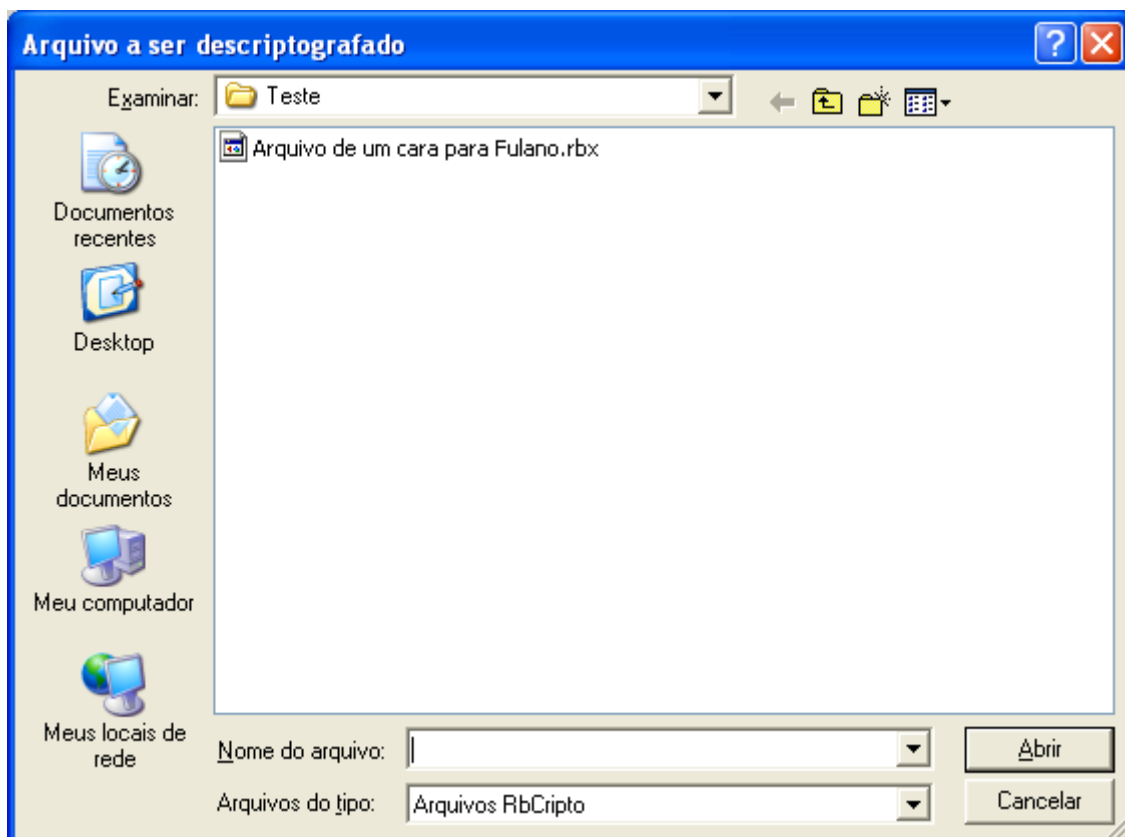 Arquivo a ser descriptografado
Examinar: Teste
Arquivo de um cara para Fulano.rbx
Documentos
recentes
Desktop
Meus
documentos
Meu computador
Meus locais de
rede
Nome do arquivo:
Abrir
Arquivos do tipo: Arquivos RbCripto
Cancelar